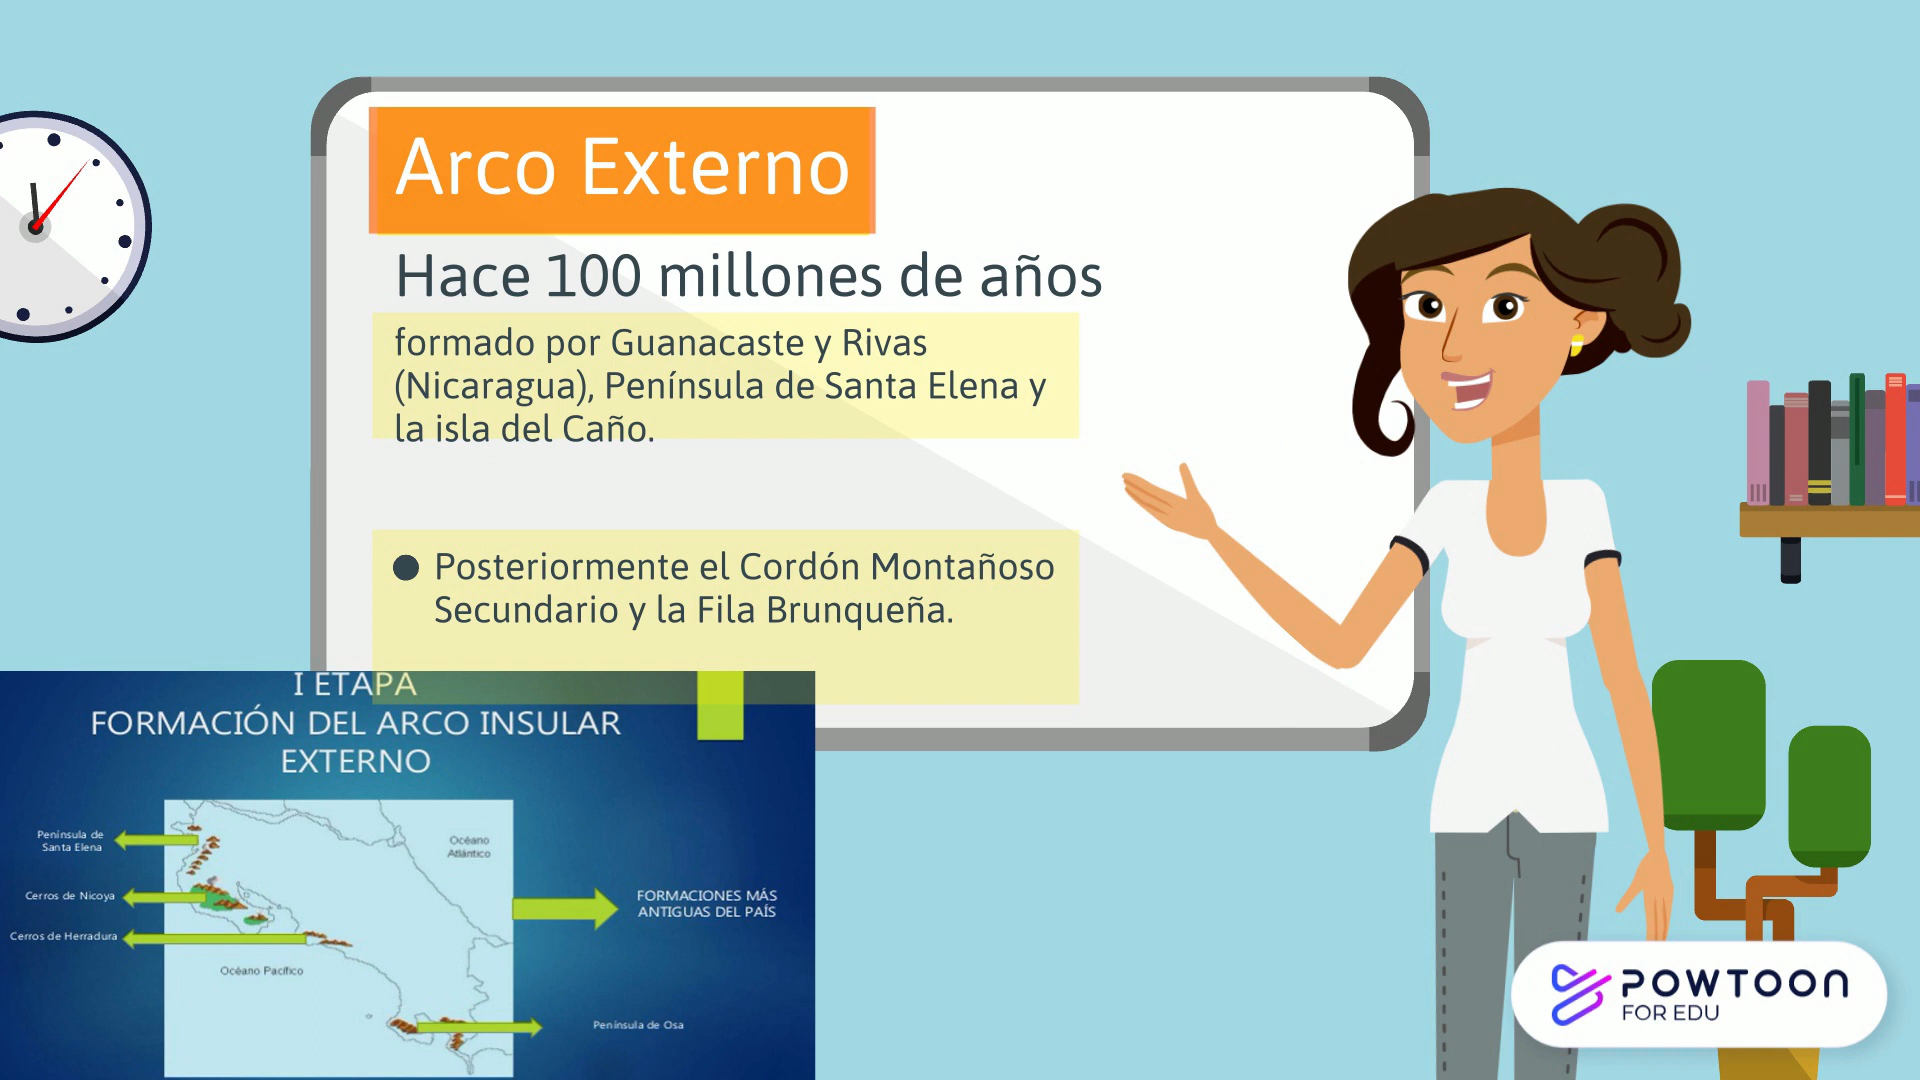 Arco Externo
Hace 100 millones de años
formado por Guanacaste y Rivas
(Nicaragua), Península de Santa Elena y
la isla del Caño.
● Posteriormente el Cordón Montañoso
Secundario y la Fila Brunqueña.
I ETAPA
FORMACIÓN DEL ARCO INSULAR
EXTERNO
Península de
Santa Elena
Océano
Atlántico
Cerros de Nicoya
FORMACIONES MÁS
ANTIGUAS DEL PAÍS
Cerros de Herradura
Océano Pacífico
Península de Osa
POWTOON
FOR EDU